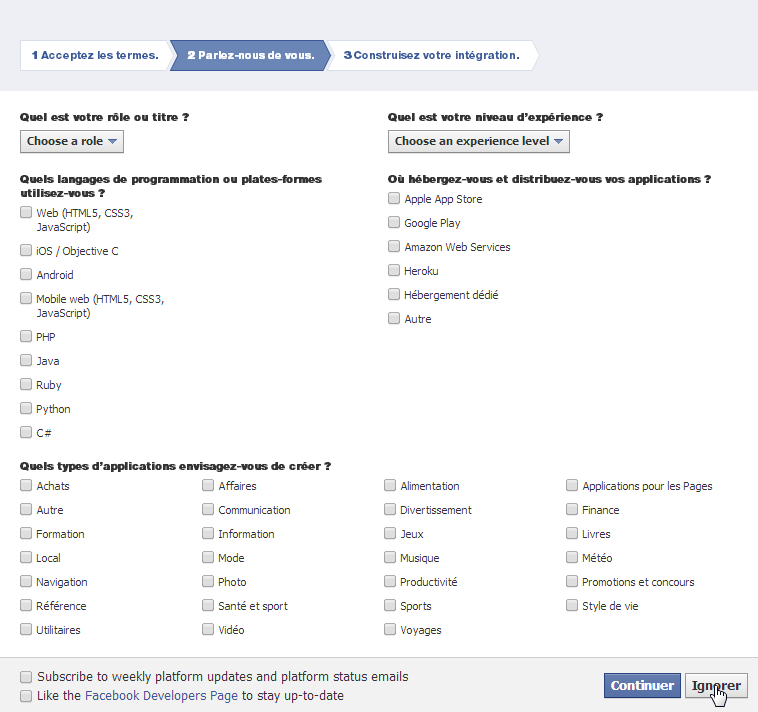 1 Acceptez les termes. 2 Parlez-nous de vous. 3 Construisez votre intégration.
Quel est votre rôle ou titre ?
Choose a role
Quel est votre niveau d'expérience ?
Choose an experience level
Quels langages de programmation ou plates-formes
utilisez-vous ?
Web (HTML5, CSS3,
JavaScript)
iOS / Objective C
Android
Mobile web (HTML5, CSS3,
JavaScript)
PHP
Java
Ruby
Python
C#
Où hébergez-vous et distribuez-vous vos applications ?
Apple App Store
Google Play
Amazon Web Services
Heroku
Hébergement dédié
Autre
Quels types d'applications envisagez-vous de créer ?
Achats Affaires Alimentation Applications pour les Pages
Autre Communication Divertissement Finance
Formation Information Jeux Livres
Local Mode Musique Météo
Navigation Photo Productivité Promotions et concours
Référence Santé et sport Sports Style de vie
Utilitaires Vidéo Voyages
Subscribe to weekly platform updates and platform status emails
Like the Facebook Developers Page to stay up-to-date
Continuer Ignorer